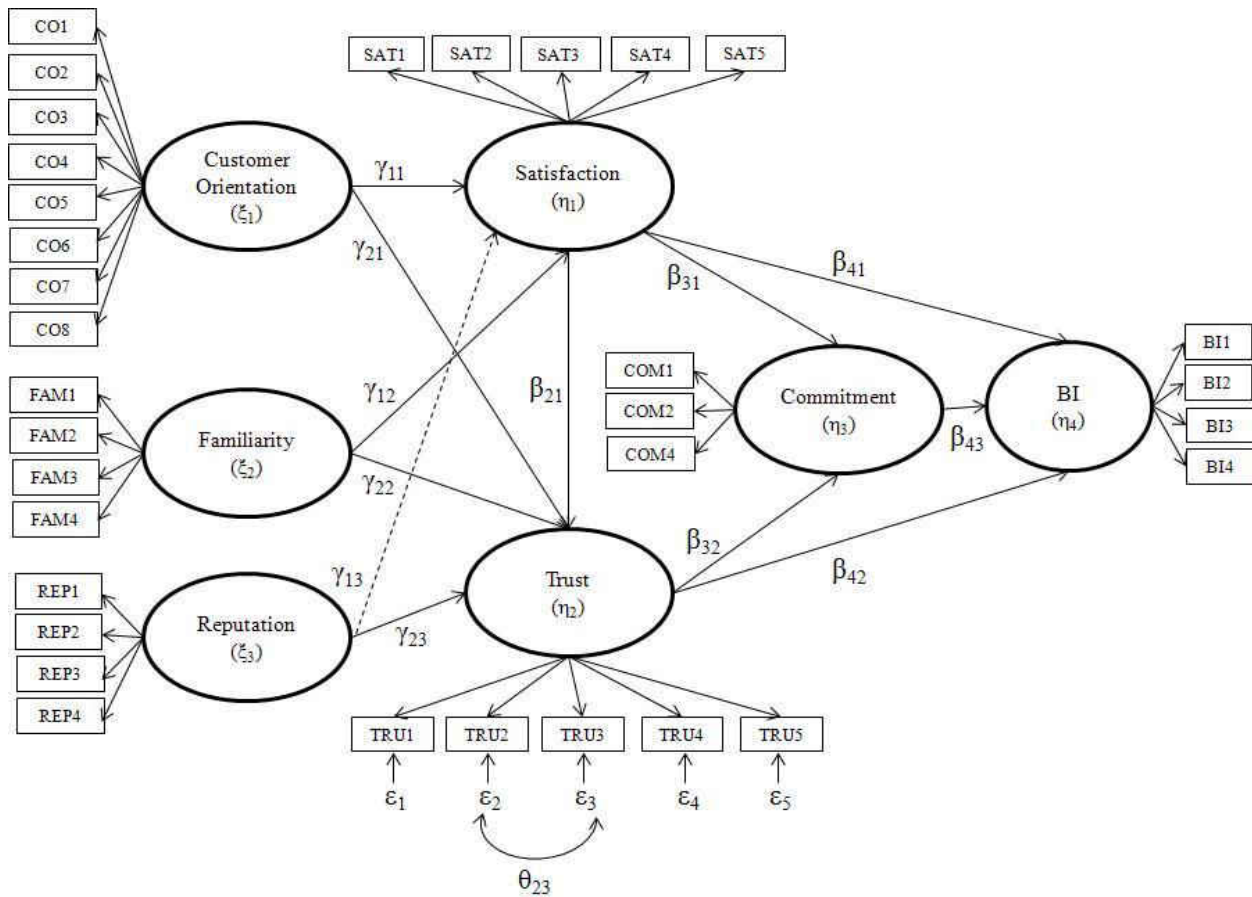 CO1
CO2
CO3
CO4
CO5
CO6
CO7
CO8
SAT1
SAT2
SAT3
SAT4
SAT5
Customer
Orientation
(ξ1)
γ11
Satisfaction
(η1)
γ21
β31
β41
FAM1
FAM2
FAM3
FAM4
Familiarity
(ξ2)
γ12
γ22
β21
COM1
COM2
COM4
Commitment
(η3)
β43
BI
(η4)
BI1
BI2
BI3
BI4
REP1
REP2
REP3
REP4
Reputation
(ξ3)
γ13
γ23
Trust
(η2)
β32
β42
TRU1
TRU2
TRU3
TRU4
TRU5
ε1
ε2
ε3
ε4
ε5
θ23